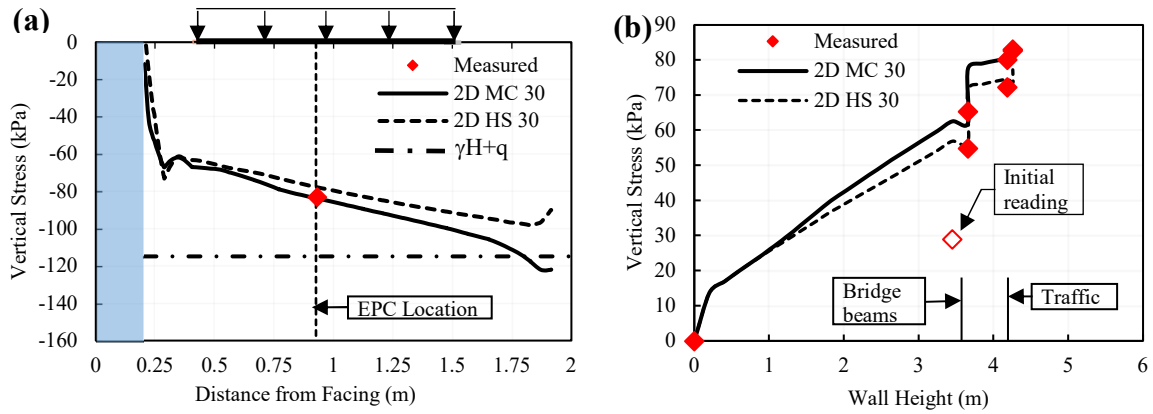 (a)
0
-20
-40
-60
-80
-100
-120
-140
-160
Vertical Stress (kPa)
0
0.25
0.5
0.75
1
1.25
1.5
1.75
2
Distance from Facing (m)
Measured
2D MC 30
2D HS 30
γH+q
EPC Location
(b)
90
80
70
60
50
40
30
20
10
0
Vertical Stress (kPa)
0
1
2
3
4
5
6
Wall Height (m)
Measured
2D MC 30
2D HS 30
Initial
reading
Bridge
beams
Traffic